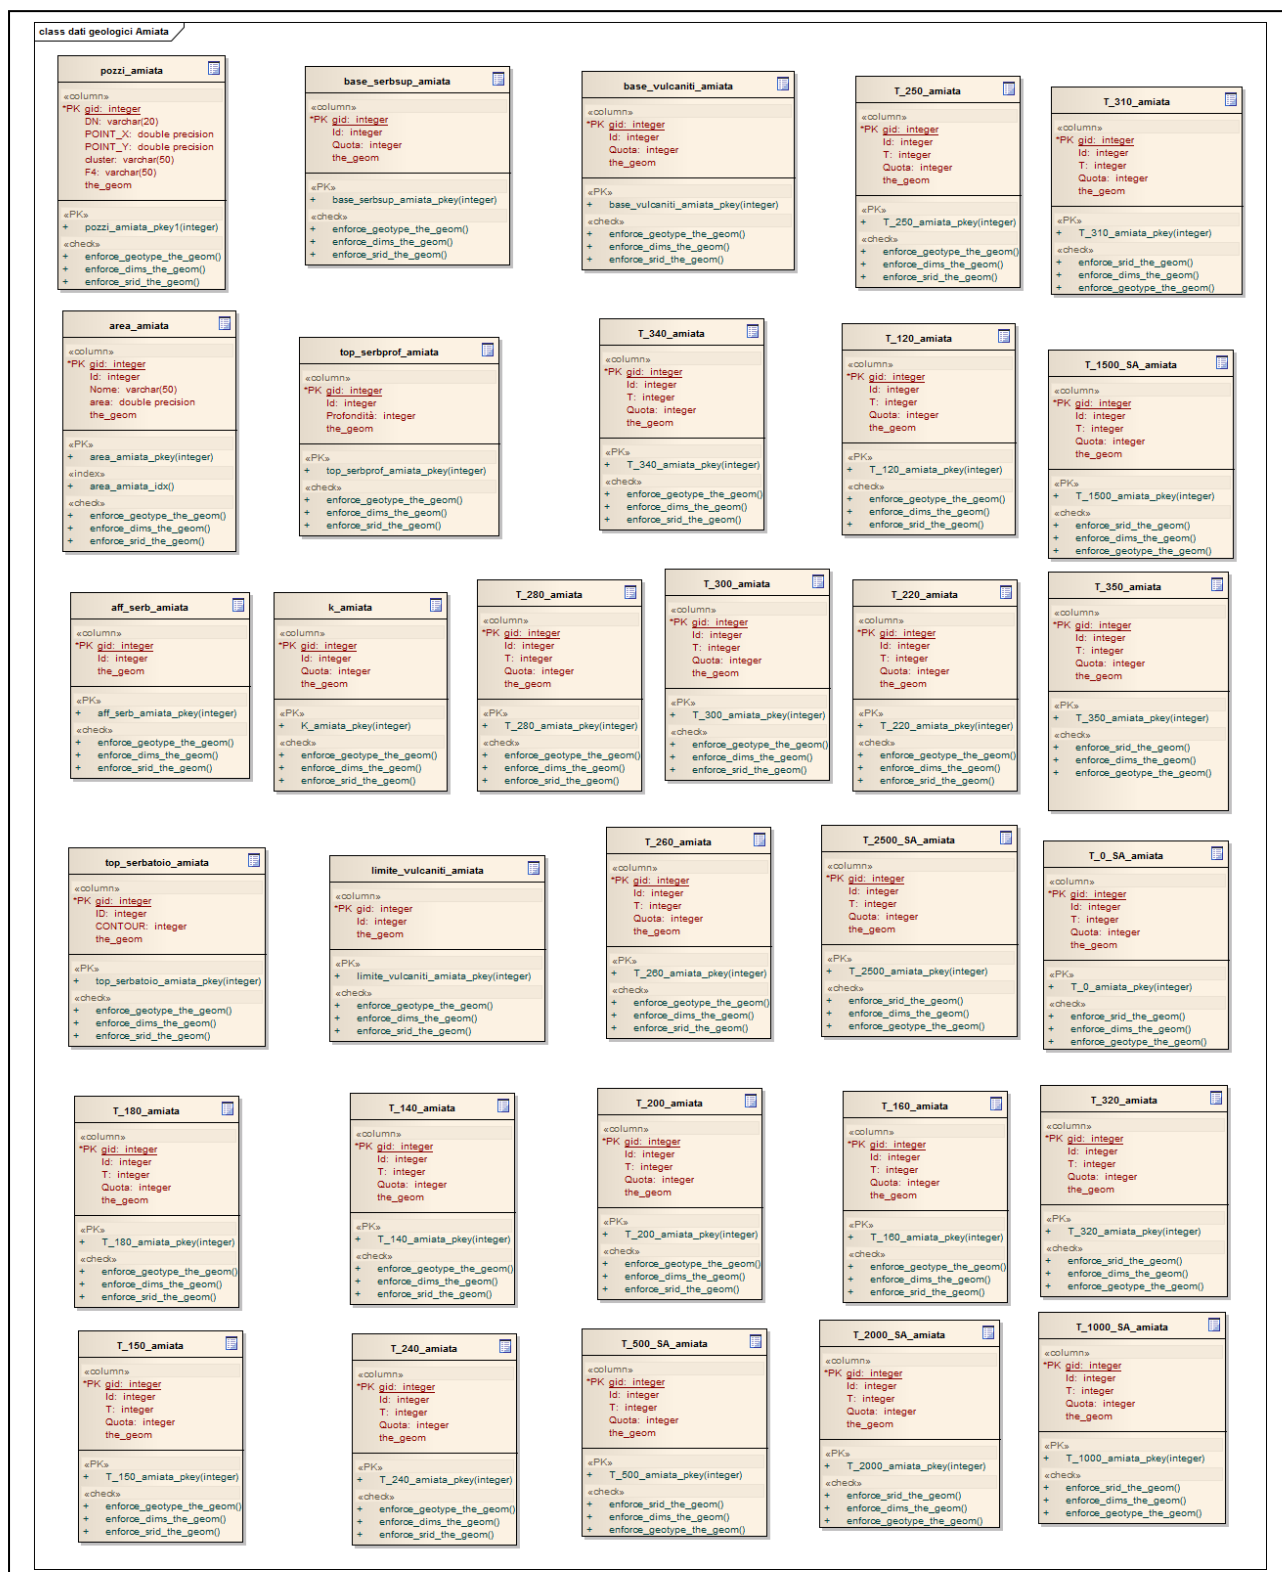 class dati geologici Amiata
pozzi_amiata
«column»
*PK gid: integer
DN: varchar(20)
POINT_X: double precision
POINT_Y: double precision
cluster: varchar(50)
F4: varchar(50)
the_geom
«PK»
+ pozzi_amiata_pkey1(integer)
«check»
+ enforce_geotype_the_geom()
+ enforce_dims_the_geom()
+ enforce_srid_the_geom()
base_serbsup_amiata
«column»
*PK gid: integer
Id: integer
Quota: integer
the_geom
«PK»
+ base_serbsup_amiata_pkey(integer)
«check»
+ enforce_geotype_the_geom()
+ enforce_dims_the_geom()
+ enforce_srid_the_geom()
base_vulcaniti_amiata
«column»
*PK gid: integer
Id: integer
Quota: integer
the_geom
«PK»
+ base_vulcaniti_amiata_pkey(integer)
«check»
+ enforce_geotype_the_geom()
+ enforce_dims_the_geom()
+ enforce_srid_the_geom()
T_250_amiata
«column»
*PK gid: integer
Id: integer
T: integer
Quota: integer
the_geom
«PK»
+ T_250_amiata_pkey(integer)
«check»
+ enforce_geotype_the_geom()
+ enforce_dims_the_geom()
+ enforce_srid_the_geom()
T_310_amiata
«column»
*PK gid: integer
Id: integer
T: integer
Quota: integer
the_geom
«PK»
+ T_310_amiata_pkey(integer)
«check»
+ enforce_srid_the_geom()
+ enforce_dims_the_geom()
+ enforce_geotype_the_geom()
area_amiata
«column»
*PK gid: integer
Id: integer
Nome: varchar(50)
area: double precision
the_geom
«PK»
+ area_amiata_pkey(integer)
«index»
+ area_amiata_idx()
«check»
+ enforce_geotype_the_geom()
+ enforce_dims_the_geom()
+ enforce_srid_the_geom()
top_serbprof_amiata
«column»
*PK gid: integer
Id: integer
Profondità: integer
the_geom
«PK»
+ top_serbprof_amiata_pkey(integer)
«check»
+ enforce_geotype_the_geom()
+ enforce_dims_the_geom()
+ enforce_srid_the_geom()
T_340_amiata
«column»
*PK gid: integer
Id: integer
T: integer
Quota: integer
the_geom
«PK»
+ T_340_amiata_pkey(integer)
«check»
+ enforce_geotype_the_geom()
+ enforce_dims_the_geom()
+ enforce_srid_the_geom()
T_120_amiata
«column»
*PK gid: integer
Id: integer
T: integer
Quota: integer
the_geom
«PK»
+ T_120_amiata_pkey(integer)
«check»
+ enforce_geotype_the_geom()
+ enforce_dims_the_geom()
+ enforce_srid_the_geom()
T_1500_SA_amiata
«column»
*PK gid: integer
Id: integer
T: integer
Quota: integer
the_geom
«PK»
+ T_1500_amiata_pkey(integer)
«check»
+ enforce_srid_the_geom()
+ enforce_dims_the_geom()
+ enforce_geotype_the_geom()
aff_serb_amiata
«column»
*PK gid: integer
Id: integer
the_geom
«PK»
+ aff_serb_amiata_pkey(integer)
«check»
+ enforce_geotype_the_geom()
+ enforce_dims_the_geom()
+ enforce_srid_the_geom()
k_amiata
«column»
*PK gid: integer
Id: integer
Quota: integer
the_geom
«PK»
+ K_amiata_pkey(integer)
«check»
+ enforce_geotype_the_geom()
+ enforce_dims_the_geom()
+ enforce_srid_the_geom()
T_280_amiata
«column»
*PK gid: integer
Id: integer
T: integer
Quota: integer
the_geom
«PK»
+ T_280_amiata_pkey(integer)
«check»
+ enforce_geotype_the_geom()
+ enforce_dims_the_geom()
+ enforce_srid_the_geom()
T_300_amiata
«column»
*PK gid: integer
Id: integer
T: integer
Quota: integer
the_geom
«PK»
+ T_300_amiata_pkey(integer)
«check»
+ enforce_geotype_the_geom()
+ enforce_dims_the_geom()
+ enforce_srid_the_geom()
T_220_amiata
«column»
*PK gid: integer
Id: integer
T: integer
Quota: integer
the_geom
«PK»
+ T_220_amiata_pkey(integer)
«check»
+ enforce_geotype_the_geom()
+ enforce_dims_the_geom()
+ enforce_srid_the_geom()
T_350_amiata
«column»
*PK gid: integer
Id: integer
T: integer
Quota: integer
the_geom
«PK»
+ T_350_amiata_pkey(integer)
«check»
+ enforce_srid_the_geom()
+ enforce_dims_the_geom()
+ enforce_geotype_the_geom()
top_serbatoio_amiata
«column»
*PK gid: integer
ID: integer
CONTOUR: integer
the_geom
«PK»
+ top_serbatoio_amiata_pkey(integer)
«check»
+ enforce_geotype_the_geom()
+ enforce_dims_the_geom()
+ enforce_srid_the_geom()
limite_vulcaniti_amiata
«column»
*PK gid: integer
Id: integer
the_geom
«PK»
+ limite_vulcaniti_amiata_pkey(integer)
«check»
+ enforce_geotype_the_geom()
+ enforce_dims_the_geom()
+ enforce_srid_the_geom()
T_260_amiata
«column»
*PK gid: integer
Id: integer
T: integer
Quota: integer
the_geom
«PK»
+ T_260_amiata_pkey(integer)
«check»
+ enforce_geotype_the_geom()
+ enforce_dims_the_geom()
+ enforce_srid_the_geom()
T_2500_SA_amiata
«column»
*PK gid: integer
Id: integer
T: integer
Quota: integer
the_geom
«PK»
+ T_2500_amiata_pkey(integer)
«check»
+ enforce_srid_the_geom()
+ enforce_dims_the_geom()
+ enforce_geotype_the_geom()
T_0_SA_amiata
«column»
*PK gid: integer
Id: integer
T: integer
Quota: integer
the_geom
«PK»
+ T_0_amiata_pkey(integer)
«check»
+ enforce_srid_the_geom()
+ enforce_dims_the_geom()
+ enforce_geotype_the_geom()
T_180_amiata
«column»
*PK gid: integer
Id: integer
T: integer
Quota: integer
the_geom
«PK»
+ T_180_amiata_pkey(integer)
«check»
+ enforce_geotype_the_geom()
+ enforce_dims_the_geom()
+ enforce_srid_the_geom()
T_140_amiata
«column»
*PK gid: integer
Id: integer
T: integer
Quota: integer
the_geom
«PK»
+ T_140_amiata_pkey(integer)
«check»
+ enforce_geotype_the_geom()
+ enforce_dims_the_geom()
+ enforce_srid_the_geom()
T_200_amiata
«column»
*PK gid: integer
Id: integer
T: integer
Quota: integer
the_geom
«PK»
+ T_200_amiata_pkey(integer)
«check»
+ enforce_geotype_the_geom()
+ enforce_dims_the_geom()
+ enforce_srid_the_geom()
T_160_amiata
«column»
*PK gid: integer
Id: integer
T: integer
Quota: integer
the_geom
«PK»
+ T_160_amiata_pkey(integer)
«check»
+ enforce_geotype_the_geom()
+ enforce_dims_the_geom()
+ enforce_srid_the_geom()
T_320_amiata
«column»
*PK gid: integer
Id: integer
T: integer
Quota: integer
the_geom
«PK»
+ T_320_amiata_pkey(integer)
«check»
+ enforce_srid_the_geom()
+ enforce_dims_the_geom()
+ enforce_geotype_the_geom()
T_150_amiata
«column»
*PK gid: integer
Id: integer
T: integer
Quota: integer
the_geom
«PK»
+ T_150_amiata_pkey(integer)
«check»
+ enforce_geotype_the_geom()
+ enforce_dims_the_geom()
+ enforce_srid_the_geom()
T_240_amiata
«column»
*PK gid: integer
Id: integer
T: integer
Quota: integer
the_geom
«PK»
+ T_240_amiata_pkey(integer)
«check»
+ enforce_geotype_the_geom()
+ enforce_dims_the_geom()
+ enforce_srid_the_geom()
T_500_SA_amiata
«column»
*PK gid: integer
Id: integer
T: integer
Quota: integer
the_geom
«PK»
+ T_500_amiata_pkey(integer)
«check»
+ enforce_srid_the_geom()
+ enforce_dims_the_geom()
+ enforce_geotype_the_geom()
T_2000_SA_amiata
«column»
*PK gid: integer
Id: integer
T: integer
Quota: integer
the_geom
«PK»
+ T_2000_amiata_pkey(integer)
«check»
+ enforce_srid_the_geom()
+ enforce_dims_the_geom()
+ enforce_geotype_the_geom()
T_1000_SA_amiata
«column»
*PK gid: integer
Id: integer
T: integer
Quota: integer
the_geom
«PK»
+ T_1000_amiata_pkey(integer)
«check»
+ enforce_srid_the_geom()
+ enforce_dims_the_geom()
+ enforce_geotype_the_geom()